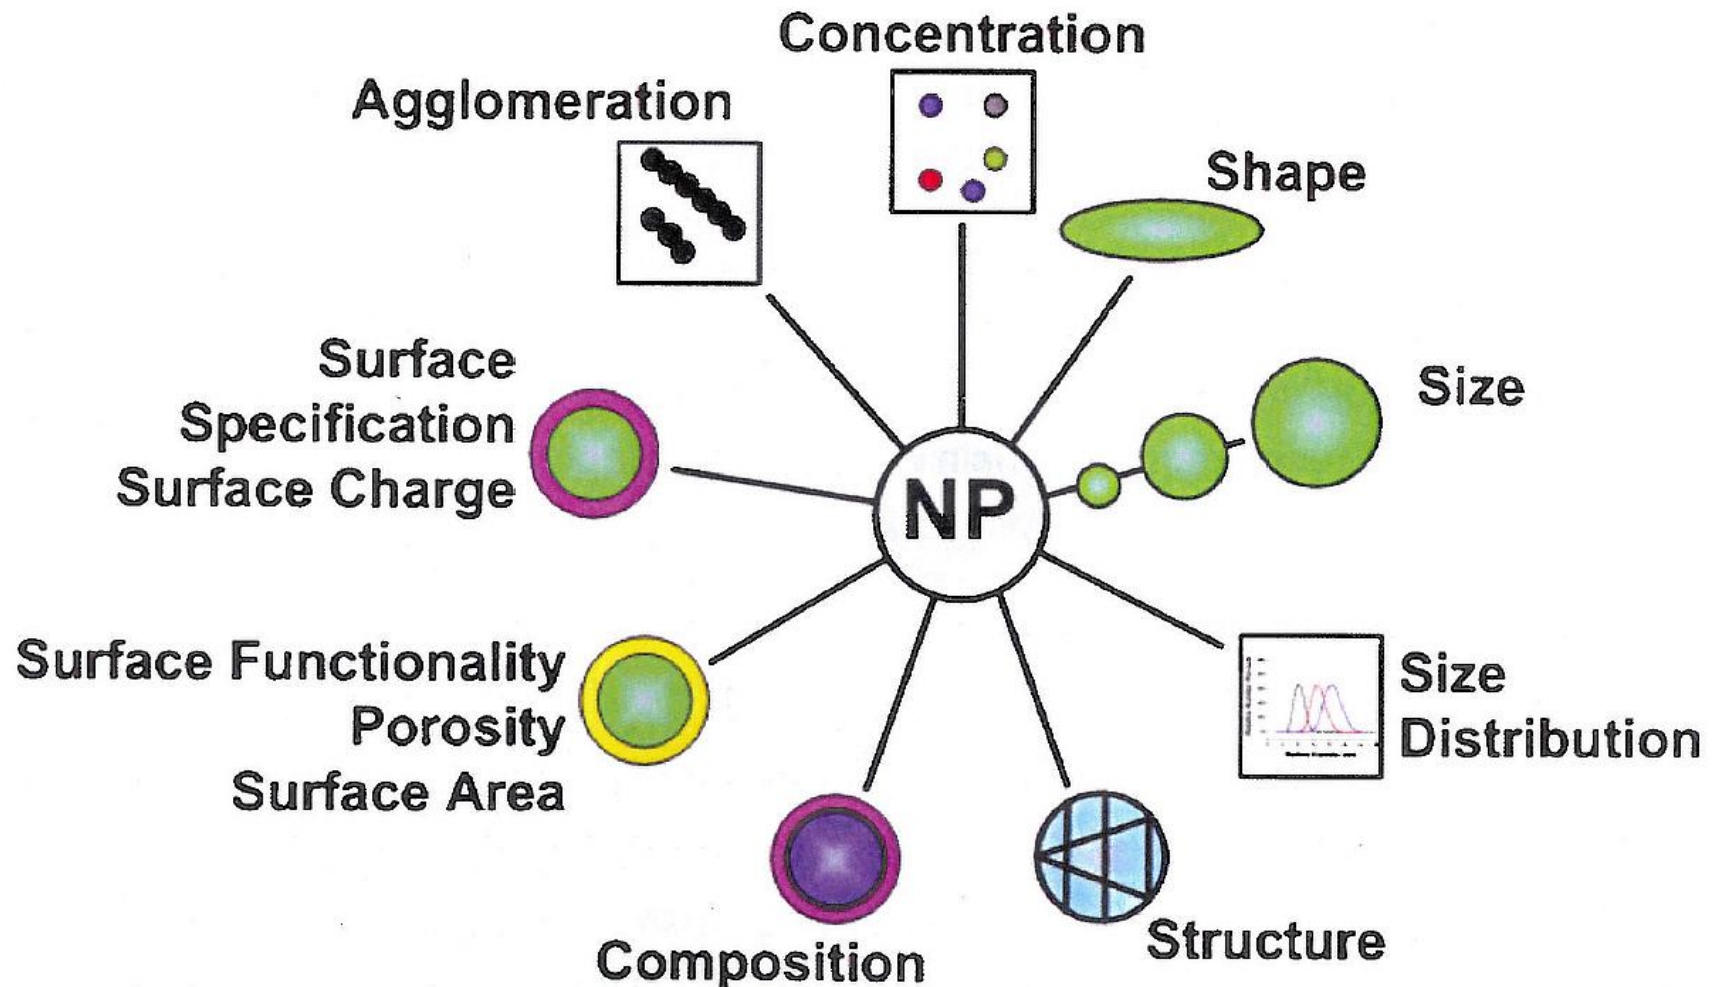 Concentration
Agglomeration
Shape
Surface
Specification
Surface Charge
Size
NP
Surface Functionality
Porosity
Surface Area
Size
Distribution
Composition
Structure